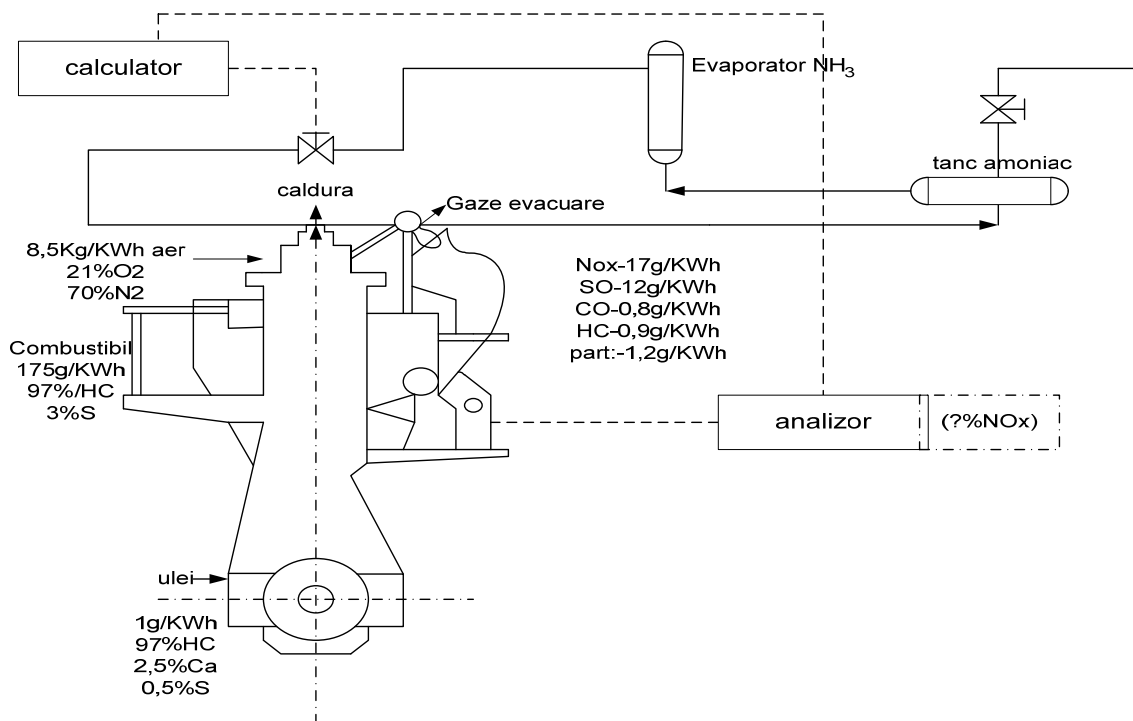 calculator
Evaporator NH3
tanc amoniac
caldura
Gaze evacuare
8,5Kg/KWh aer
21%O2
70%N2
Nox-17g/KWh
SO-12g/KWh
CO-0,8g/KWh
HC-0,9g/KWh
part:-1,2g/KWh
Combustibil
175g/KWh
97%/HC
3%S
analizor
(?%NOx)
ulei
1g/KWh
97%HC
2,5%Ca
0,5%S